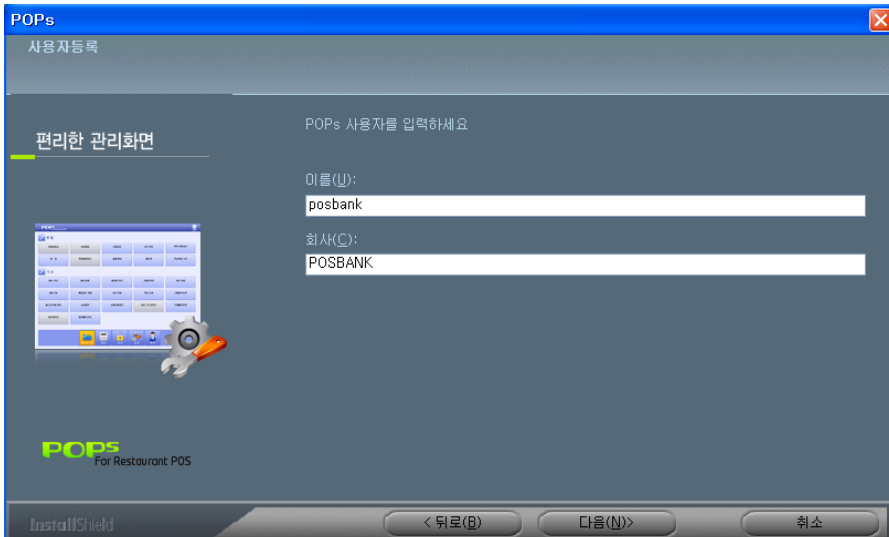 POPs
사용자등록
편리한 관리화면
POPs 사용자를 입력하세요
이름(U):
posbank
회사(C):
POSBANK
POPs
For Restaurant POS
InstallShield
< 뒤로(B)
다음(N)>
취소